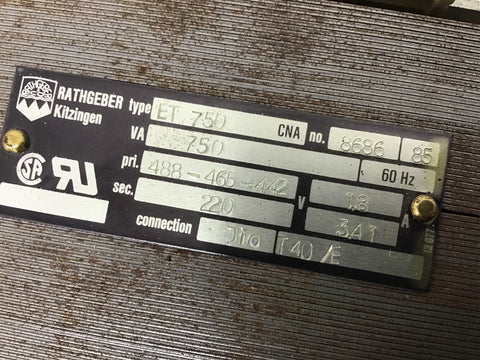 RATHGEBER
Kitzingen
type ET 750 CNA no. 8686 85
VA 750 60 Hz
pri. 488-465-442 1.8
sec. 220 V 3.41 A
connection Jio T40/E